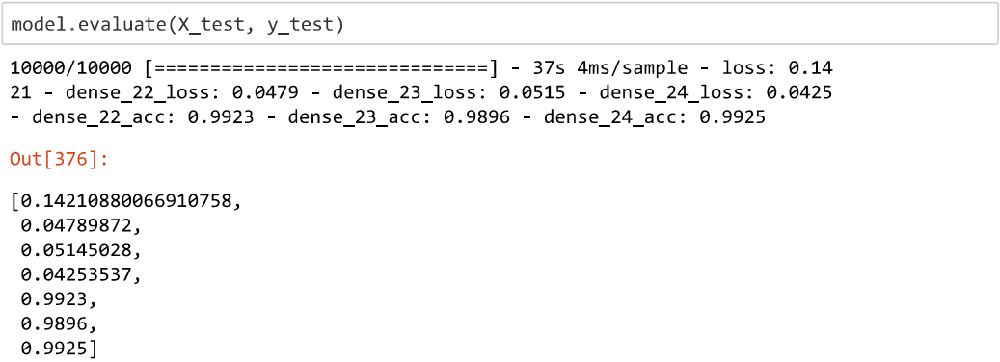 model.evaluate(X_test, y_test)
10000/10000 [==============================] - 37s 4ms/sample - loss: 0.14
21 - dense_22_loss: 0.0479 - dense_23_loss: 0.0515 - dense_24_loss: 0.0425
- dense_22_acc: 0.9923 - dense_23_acc: 0.9896 - dense_24_acc: 0.9925
Out[376]:
[0.14210880066910758,
0.04789872,
0.05145028,
0.04253537,
0.9923,
0.9896,
0.9925]